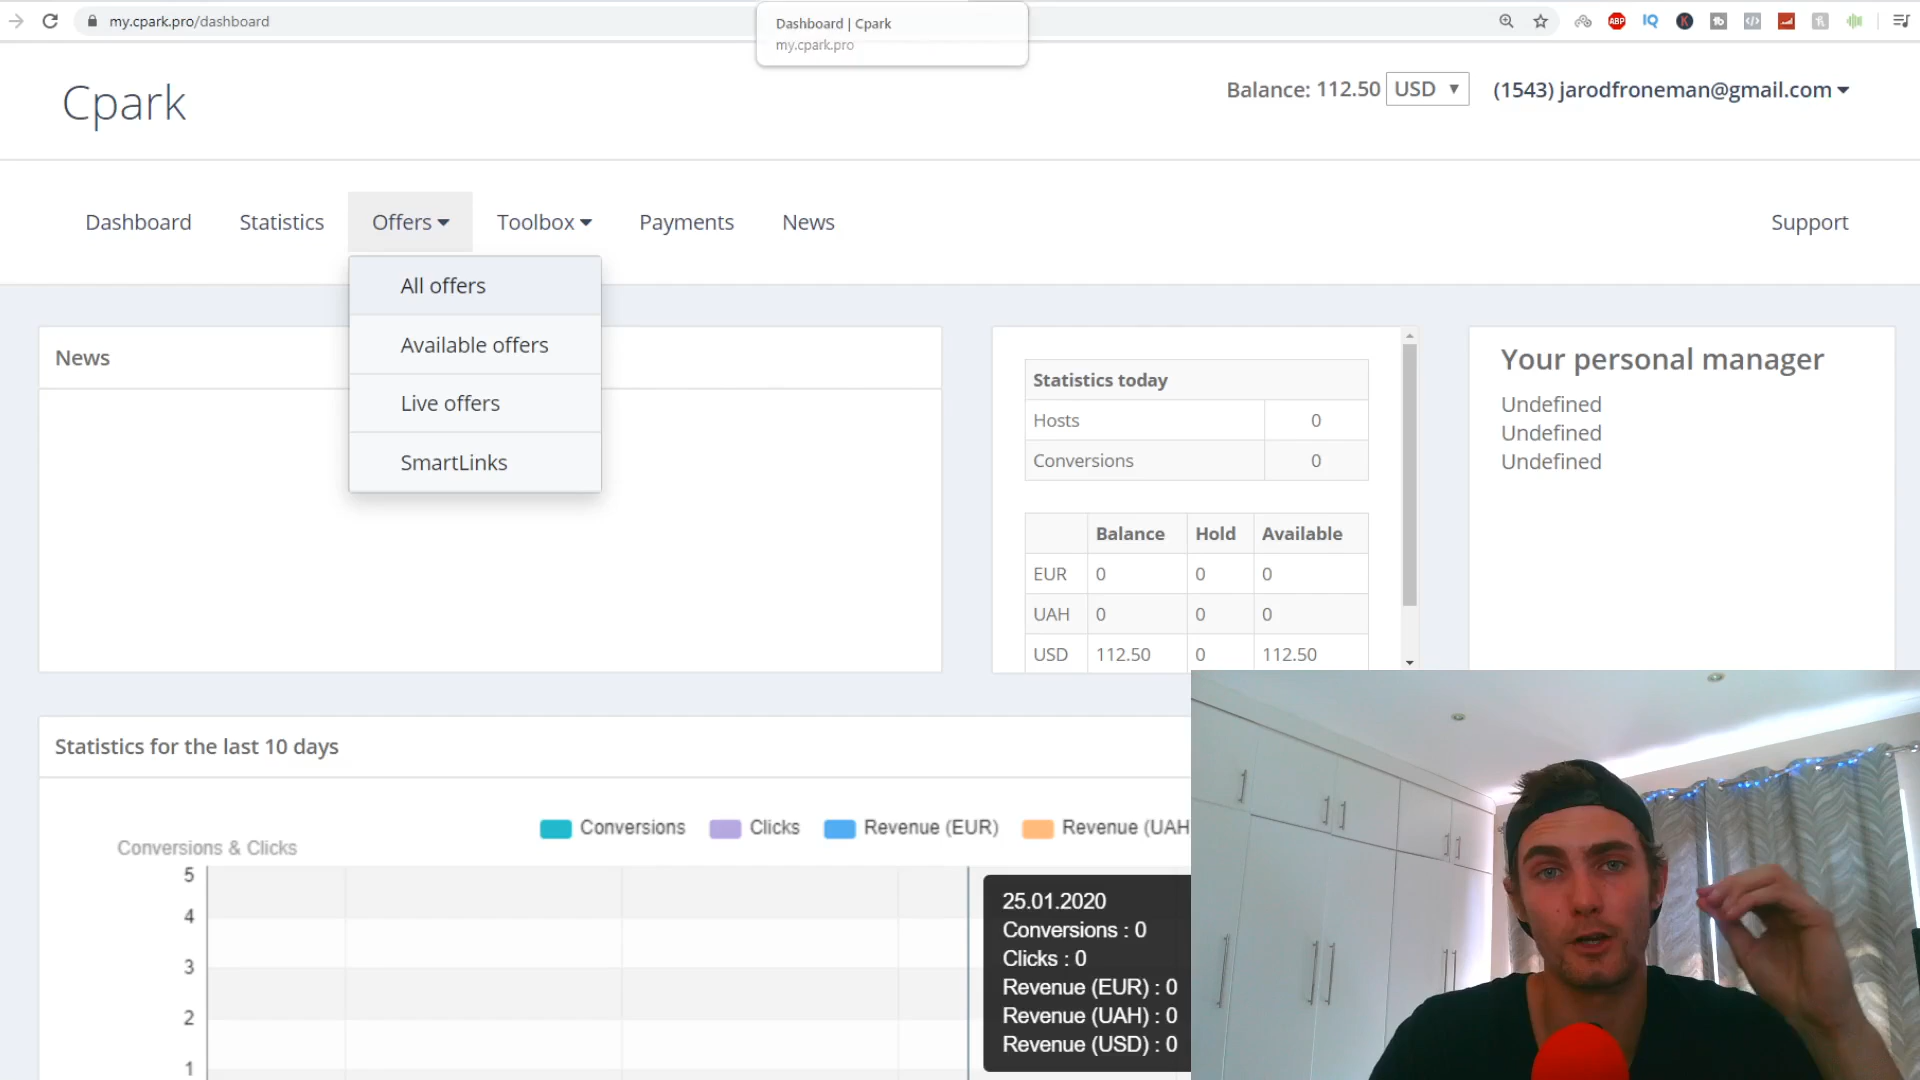 my.cpark.pro/dashboard
Dashboard | Cpark
my.cpark.pro
ABP
IQ
K
Cpark
Balance: 112.50 USD ▼
(1543) jarodfroneman@gmail.com
Dashboard
Statistics
Offers
Toolbox
Payments
News
Support
All offers
Available offers
Live offers
SmartLinks
News
Statistics today
Hosts 0
Conversions 0
Balance Hold Available
EUR 0 0 0
UAH 0 0 0
USD 112.50 0 112.50
Your personal manager
Undefined
Undefined
Undefined
Statistics for the last 10 days
Conversions Clicks Revenue (EUR) Revenue (UAH
Conversions & Clicks
5
4
3
2
1
25.01.2020
Conversions : 0
Clicks : 0
Revenue (EUR) : 0
Revenue (UAH) : 0
Revenue (USD) : 0